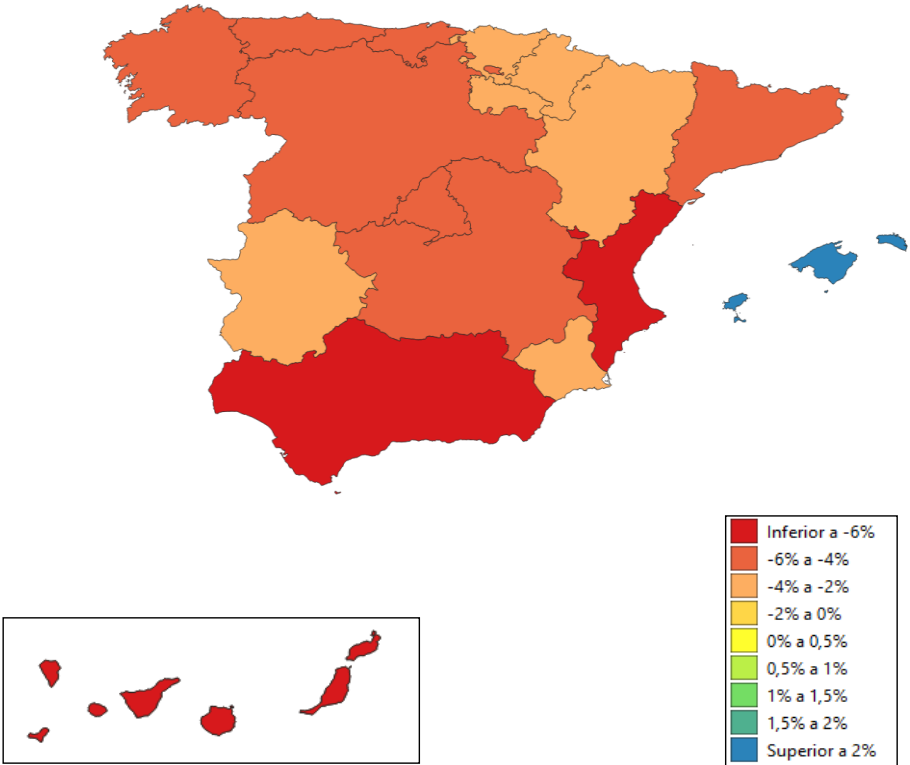 Inferior a -6%
-6% a -4%
-4% a -2%
-2% a 0%
0% a 0,5%
0,5% a 1%
1% a 1,5%
1,5% a 2%
Superior a 2%